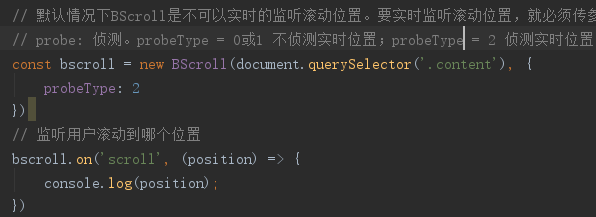 // 默认情况下BScroll是不可以实时的监听滚动位置。要实时监听滚动位置，就必须传参
// probe: 侦测。probeType = 0或1 不侦测实时位置；probeType = 2 侦测实时位置
const bscroll = new BScroll(document.querySelector('.content'), {
probeType: 2
})
// 监听用户滚动到哪个位置
bscroll.on('scroll', (position) => {
console.log(position);
})